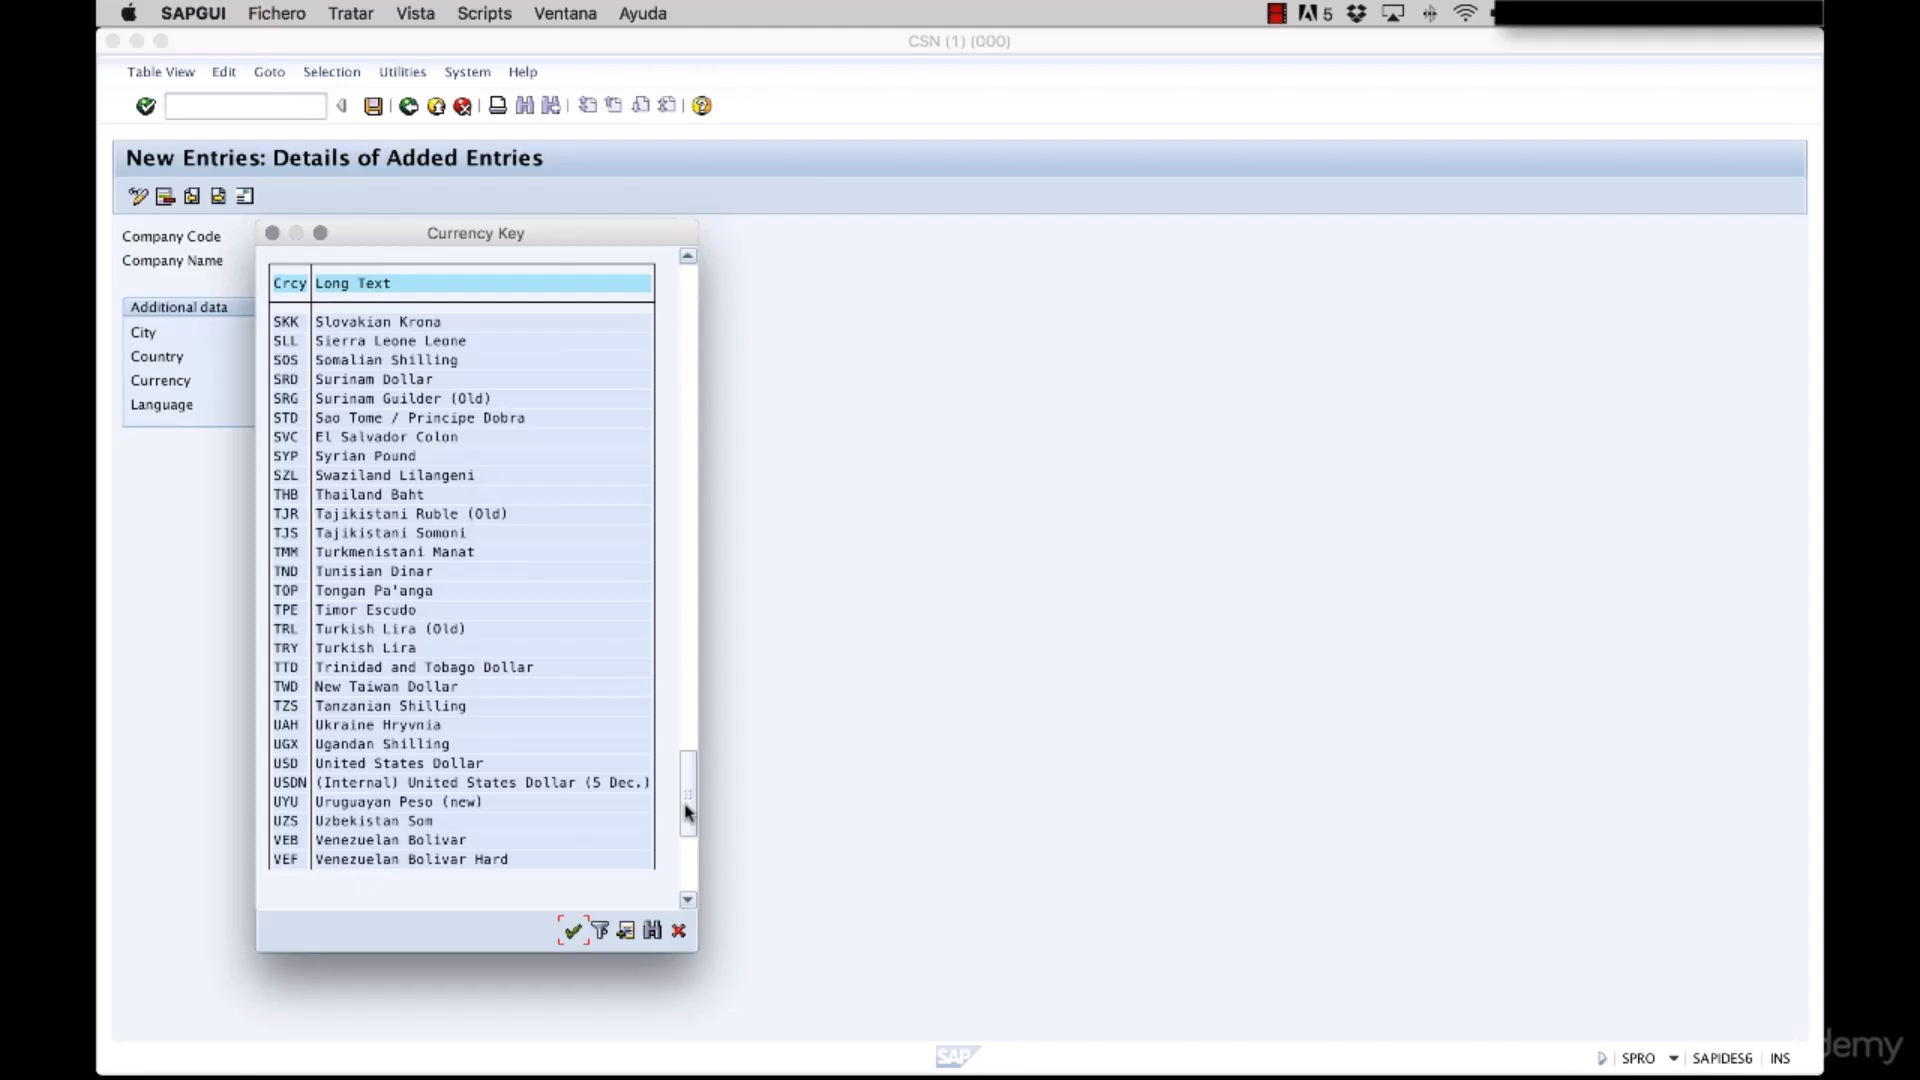 SAPGUI Fichero Tratar Vista Scripts Ventana Ayuda 5
CSN (1) (000)
Table View Edit Goto Selection Utilities System Help
New Entries: Details of Added Entries
Company Code
Company Name
Additional data
City
Country
Currency
Language
Currency Key
Crcy Long Text
SKK Slovakian Krona
SLL Sierra Leone Leone
SOS Somalian Shilling
SRD Surinam Dollar
SRG Surinam Guilder (Old)
STD Sao Tome / Principe Dobra
SVC El Salvador Colon
SYP Syrian Pound
SZL Swaziland Lilangeni
THB Thailand Baht
TJR Tajikistani Ruble (Old)
TJS Tajikistani Somoni
TMM Turkmenistani Manat
TND Tunisian Dinar
TOP Tongan Pa'anga
TPE Timor Escudo
TRL Turkish Lira (Old)
TRY Turkish Lira
TTD Trinidad and Tobago Dollar
TWD New Taiwan Dollar
TZS Tanzanian Shilling
UAH Ukraine Hryvnia
UGX Ugandan Shilling
USD United States Dollar
USDN (Internal) United States Dollar (5 Dec.)
UYU Uruguayan Peso (new)
UZS Uzbekistan Som
VEB Venezuelan Bolivar
VEF Venezuelan Bolivar Hard
SAP
SPRO SAPIDES6 INS
demy